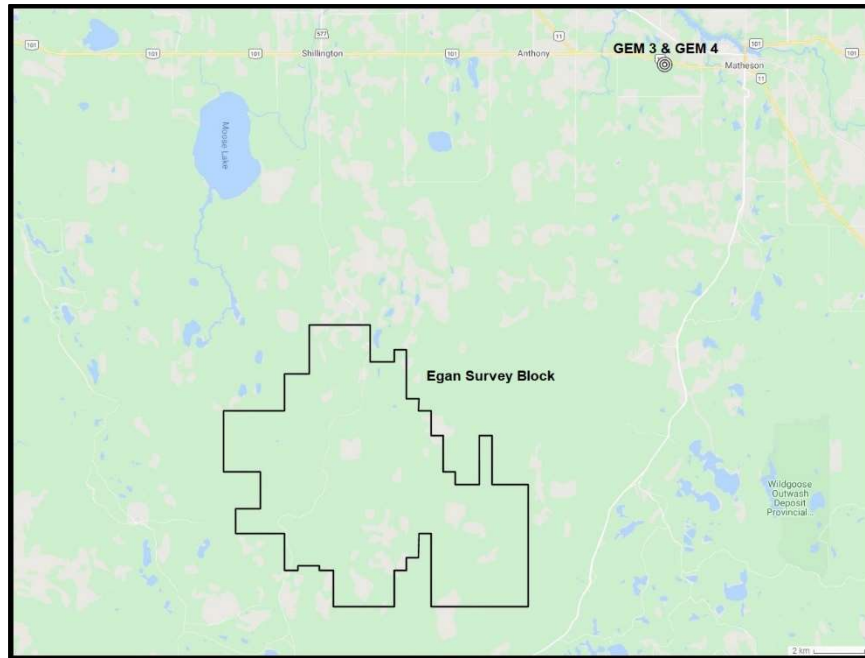 577
11
GEM 3 & GEM 4
101
101
101
Shillington
101
Anthony
101
Matheson
11
Moose Lake
Egan Survey Block
Wildgoose
Outwash
Deposit
Provincial...
2 km